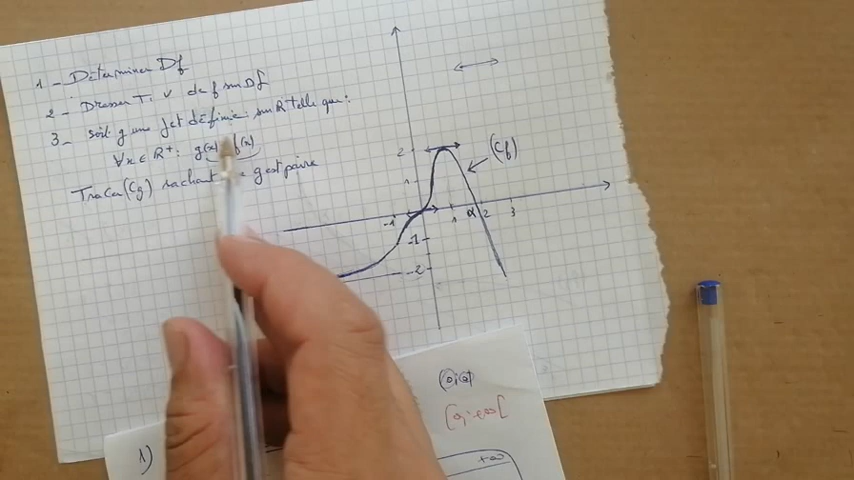 1 - Déterminer Df
2 - Dresser T. V de f sur Df
3 - soit g une fct définie sur R telle que:
∀x ∈ R⁺: g(x) f(x)
Tracer (Cg) sachant g est paire
(Cf)
2
1
-1
1
α
2
3
-1
-2
[0; +∞[
1)
+∞